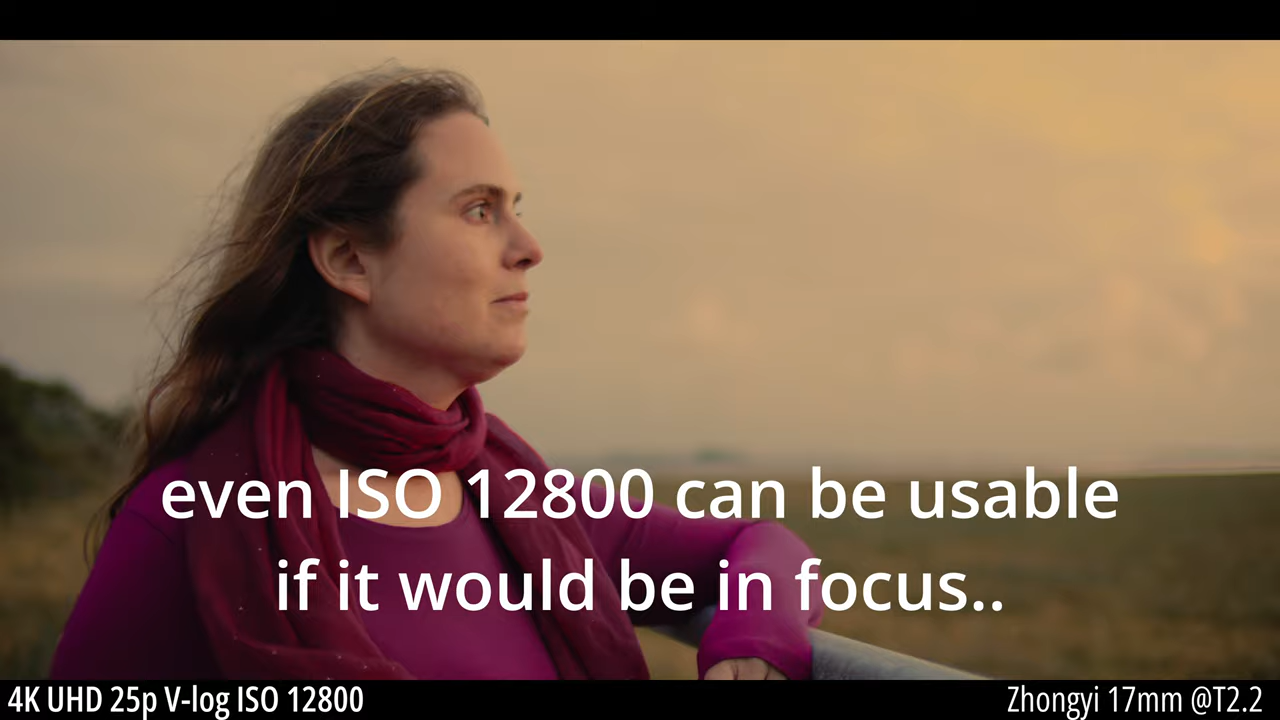 even ISO 12800 can be usable
if it would be in focus..
4K UHD 25p V-log ISO 12800
Zhongyi 17mm @T2.2